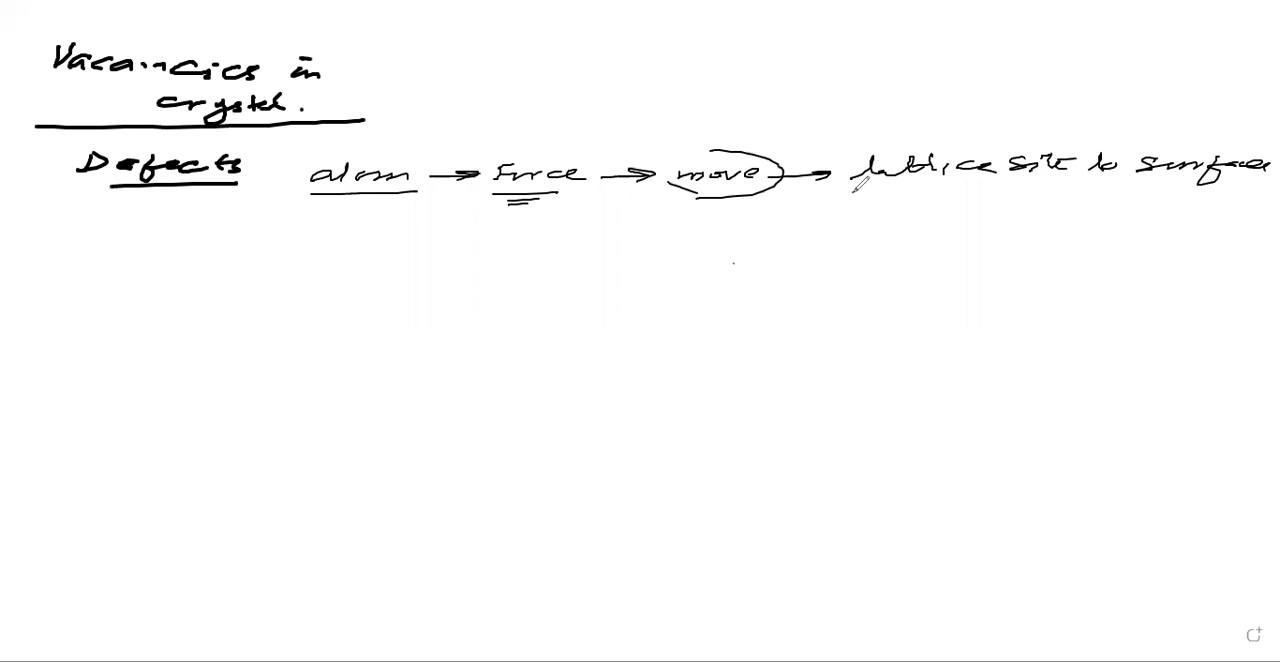 Vacancies in
crystal.
Defects atom → Force → move → lattice site to surface